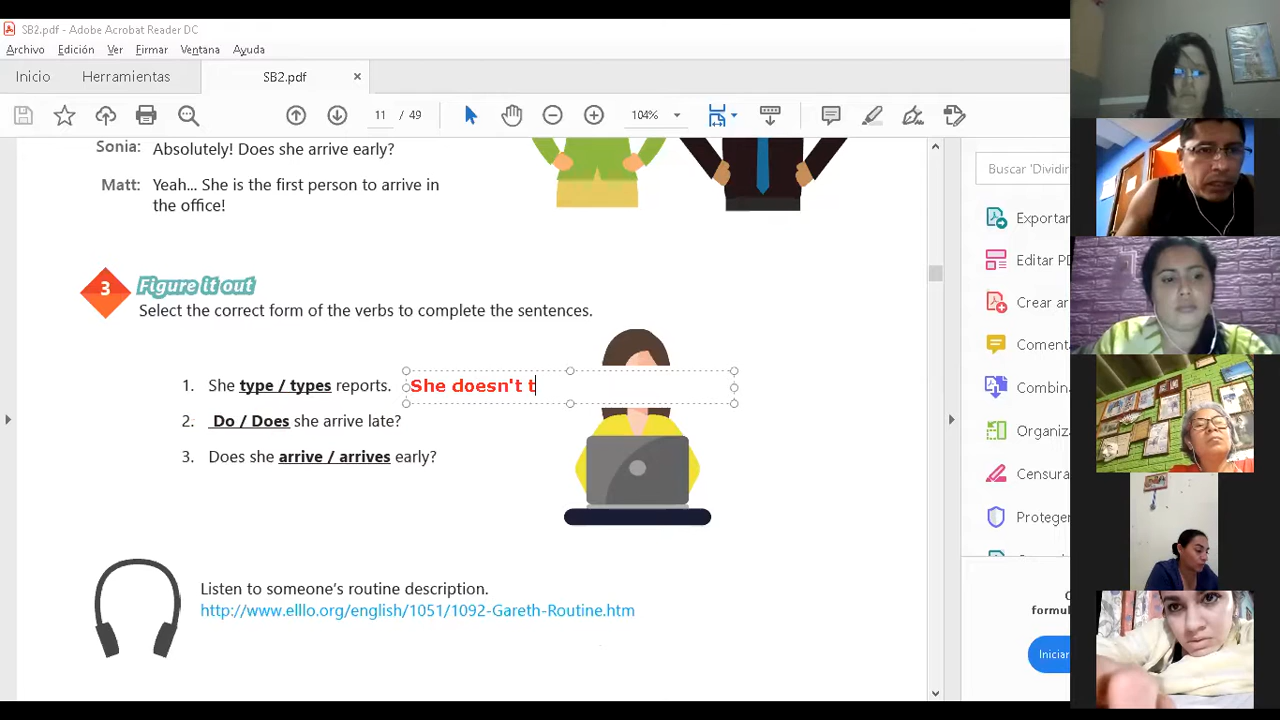 SB2.pdf - Adobe Acrobat Reader DC
Archivo Edición Ver Firmar Ventana Ayuda
Inicio Herramientas SB2.pdf ×
11 / 49 104%
Sonia: Absolutely! Does she arrive early?
Matt: Yeah... She is the first person to arrive in
the office!
Buscar 'Dividir
Exportar
Editar PD
Crear ar
Coment
Combin
Organiza
Censura
Proteger
3 Figure it out
Select the correct form of the verbs to complete the sentences.
1. She type / types reports. She doesn't t
2. Do / Does she arrive late?
3. Does she arrive / arrives early?
Listen to someone's routine description.
http://www.elllo.org/english/1051/1092-Gareth-Routine.htm
formul
Iniciar